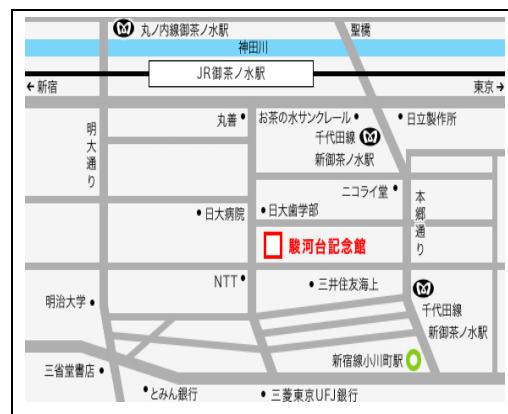 丸ノ内線御茶ノ水駅
聖橋
神田川
JR御茶ノ水駅
←新宿
東京→
丸善
お茶の水サンクレール
日立製作所
千代田線
新御茶ノ水駅
明大通り
ニコライ堂
本郷通り
日大病院
日大歯学部
駿河台記念館
NTT
三井住友海上
明治大学
千代田線
新御茶ノ水駅
三省堂書店
新宿線小川町駅
とみん銀行
三菱東京UFJ銀行